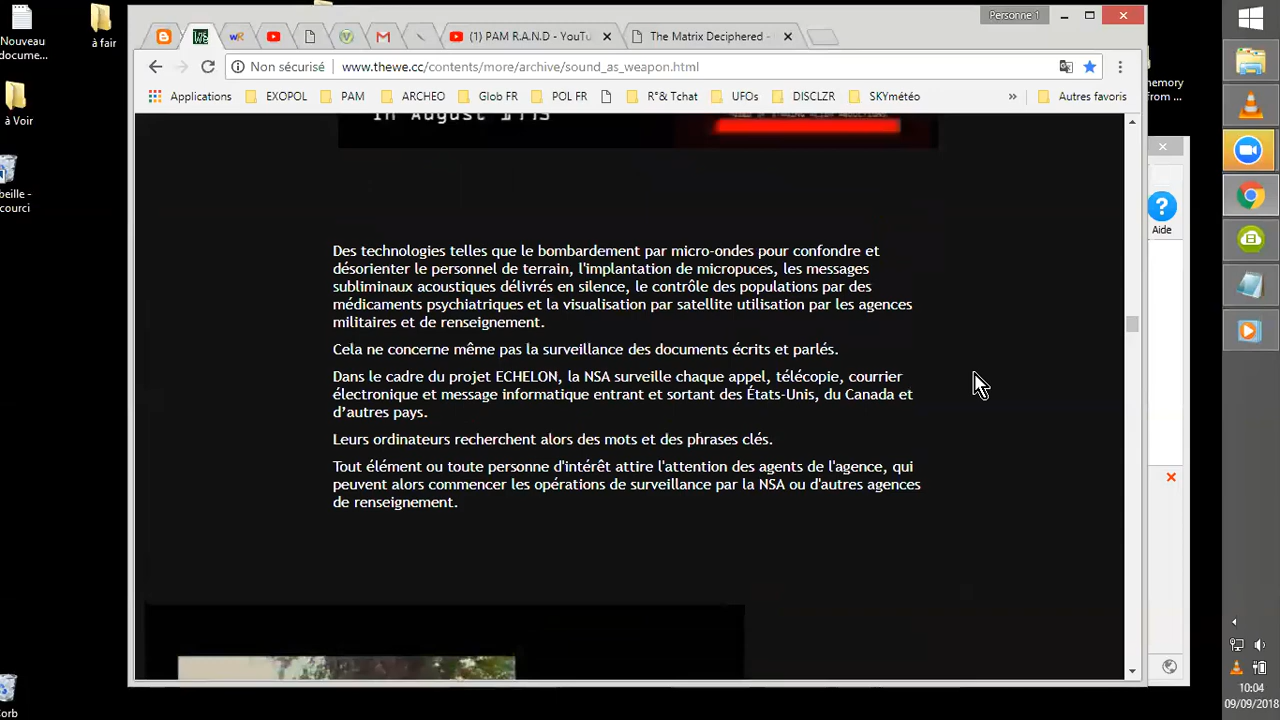 Nouveau
docume...
à fair
à Voir
beille -
courci
Corb
Personne 1
(1) PAM R.A.N.D - YouTu
The Matrix Deciphered -
Non sécurisé
www.thewe.cc/contents/more/archive/sound_as_weapon.html
Applications
EXOPOL
PAM
ARCHEO
Glob FR
POL FR
R°& Tchat
UFOs
DISCLZR
SKYmétéo
»
Autres favoris
In August 1995
Des technologies telles que le bombardement par micro-ondes pour confondre et
désorienter le personnel de terrain, l'implantation de micropuces, les messages
subliminaux acoustiques délivrés en silence, le contrôle des populations par des
médicaments psychiatriques et la visualisation par satellite utilisation par les agences
militaires et de renseignement.
Cela ne concerne même pas la surveillance des documents écrits et parlés.
Dans le cadre du projet ECHELON, la NSA surveille chaque appel, télécopie, courrier
électronique et message informatique entrant et sortant des États-Unis, du Canada et
d’autres pays.
Leurs ordinateurs recherchent alors des mots et des phrases clés.
Tout élément ou toute personne d'intérêt attire l'attention des agents de l'agence, qui
peuvent alors commencer les opérations de surveillance par la NSA ou d'autres agences
de renseignement.
memory
from ...
Aide
10:04
09/09/2018